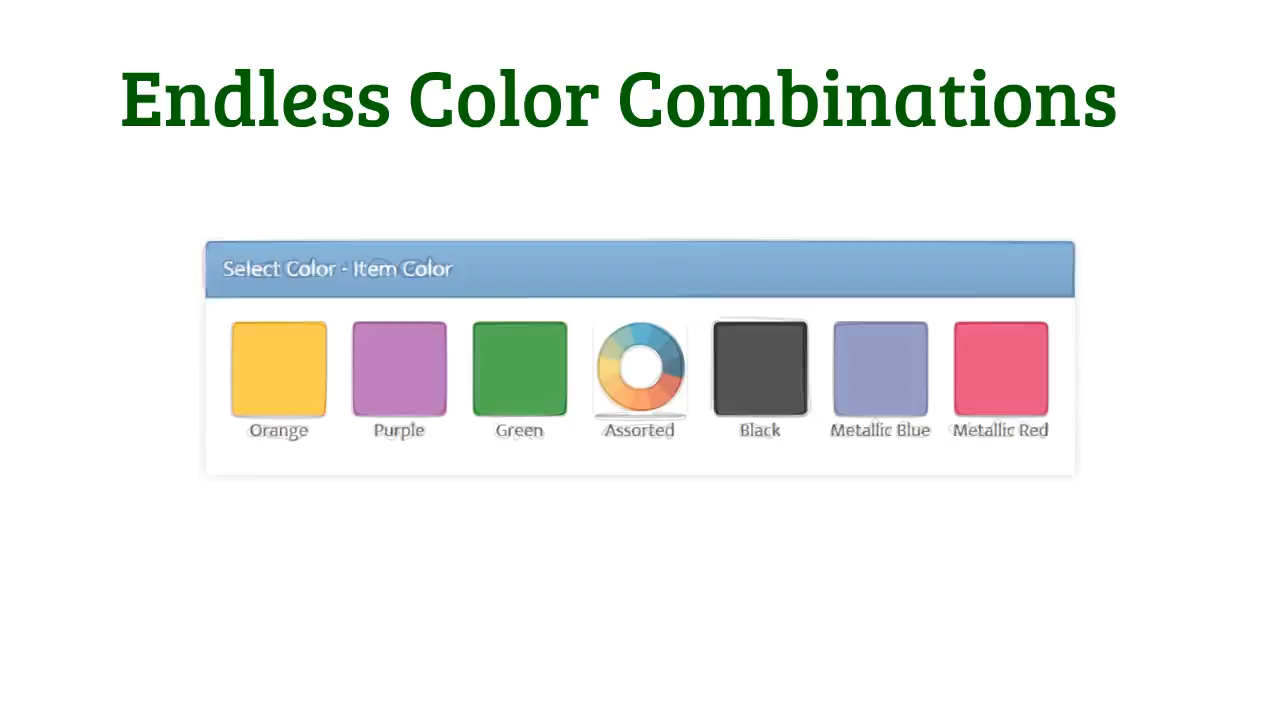 Endless Color Combinations
Select Color - Item Color
Orange Purple Green Assorted Black Metallic Blue Metallic Red